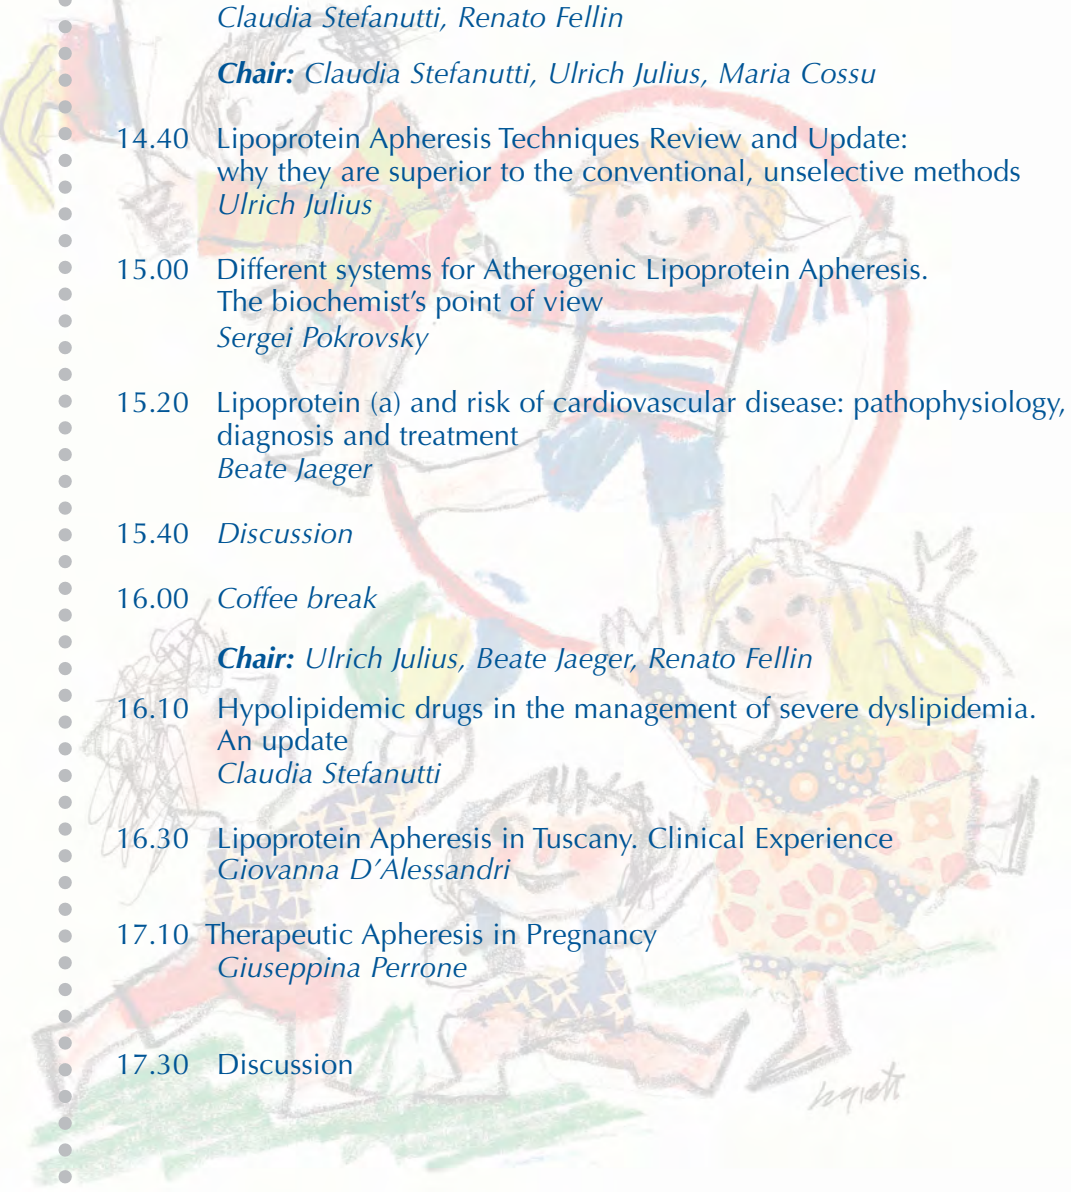 Claudia Stefanutti, Renato Fellin
Chair: Claudia Stefanutti, Ulrich Julius, Maria Cossu
14.40 Lipoprotein Apheresis Techniques Review and Update:
why they are superior to the conventional, unselective methods
Ulrich Julius
15.00 Different systems for Atherogenic Lipoprotein Apheresis.
The biochemist’s point of view
Sergei Pokrovsky
15.20 Lipoprotein (a) and risk of cardiovascular disease: pathophysiology,
diagnosis and treatment
Beate Jaeger
15.40 Discussion
16.00 Coffee break
Chair: Ulrich Julius, Beate Jaeger, Renato Fellin
16.10 Hypolipidemic drugs in the management of severe dyslipidemia.
An update
Claudia Stefanutti
16.30 Lipoprotein Apheresis in Tuscany. Clinical Experience
Giovanna D’Alessandri
17.10 Therapeutic Apheresis in Pregnancy
Giuseppina Perrone
17.30 Discussion